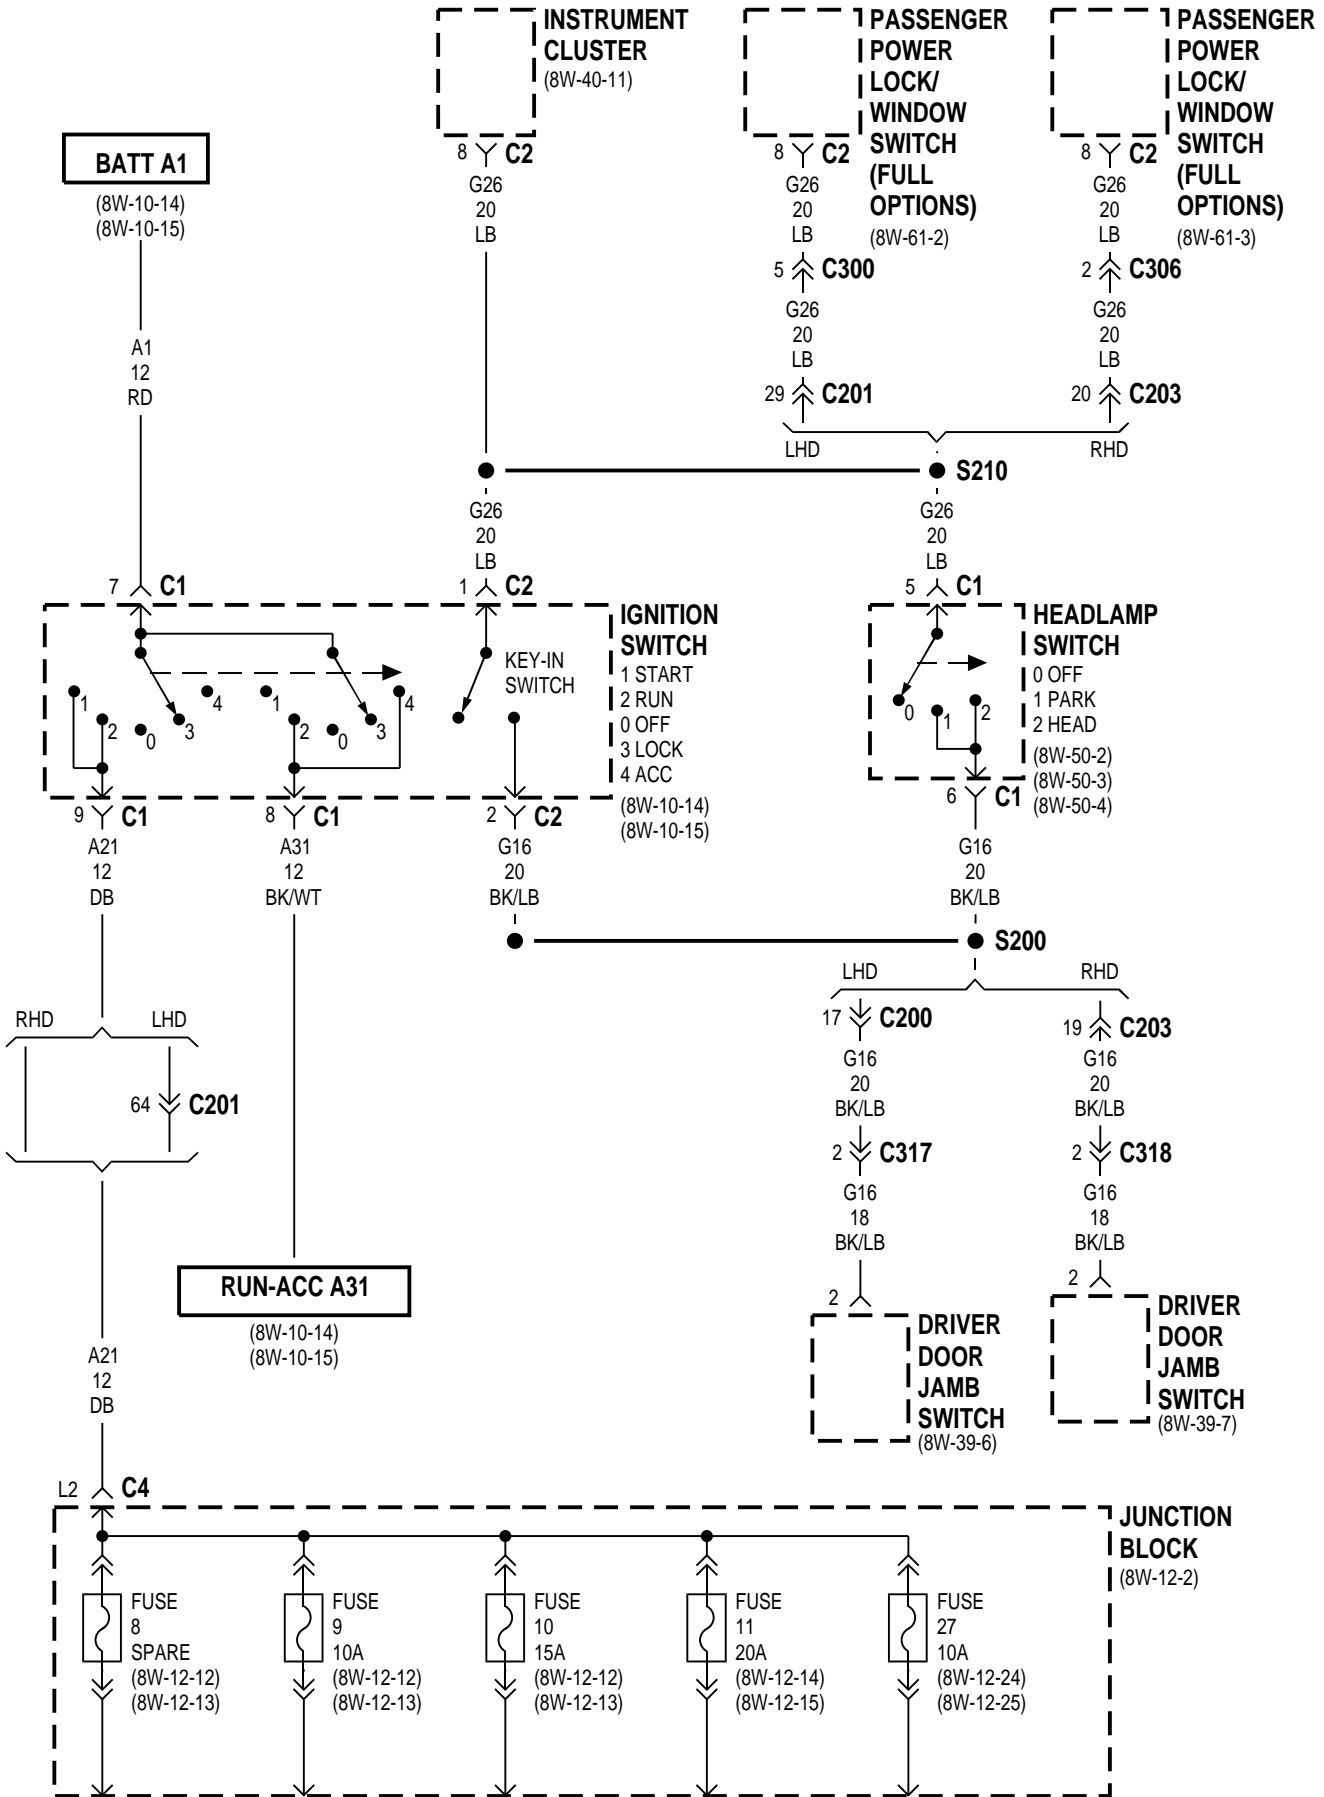 INSTRUMENT
CLUSTER
(8W-40-11)
PASSENGER
POWER
LOCK/
WINDOW
SWITCH
(FULL
OPTIONS)
(8W-61-2)
PASSENGER
POWER
LOCK/
WINDOW
SWITCH
(FULL
OPTIONS)
(8W-61-3)
BATT A1
(8W-10-14)
(8W-10-15)
8 C2
G26
20
LB
8 C2
G26
20
LB
5 C300
G26
20
LB
29 C201
8 C2
G26
20
LB
2 C306
G26
20
LB
20 C203
LHD
RHD
A1
12
RD
S210
G26
20
LB
G26
20
LB
7 C1
1 C2
5 C1
IGNITION
SWITCH
1 START
2 RUN
0 OFF
3 LOCK
4 ACC
(8W-10-14)
(8W-10-15)
KEY-IN
SWITCH
1
2
0
3
4
1
2
0
3
4
HEADLAMP
SWITCH
0 OFF
1 PARK
2 HEAD
(8W-50-2)
(8W-50-3)
(8W-50-4)
0
1
2
9 C1
A21
12
DB
8 C1
A31
12
BK/WT
2 C2
G16
20
BK/LB
6 C1
G16
20
BK/LB
S200
RHD
LHD
64 C201
LHD
RHD
17 C200
G16
20
BK/LB
2 C317
G16
18
BK/LB
2
19 C203
G16
20
BK/LB
2 C318
G16
18
BK/LB
2
RUN-ACC A31
(8W-10-14)
(8W-10-15)
DRIVER
DOOR
JAMB
SWITCH
(8W-39-6)
DRIVER
DOOR
JAMB
SWITCH
(8W-39-7)
A21
12
DB
L2 C4
JUNCTION
BLOCK
(8W-12-2)
FUSE
8
SPARE
(8W-12-12)
(8W-12-13)
FUSE
9
10A
(8W-12-12)
(8W-12-13)
FUSE
10
15A
(8W-12-12)
(8W-12-13)
FUSE
11
20A
(8W-12-14)
(8W-12-15)
FUSE
27
10A
(8W-12-24)
(8W-12-25)